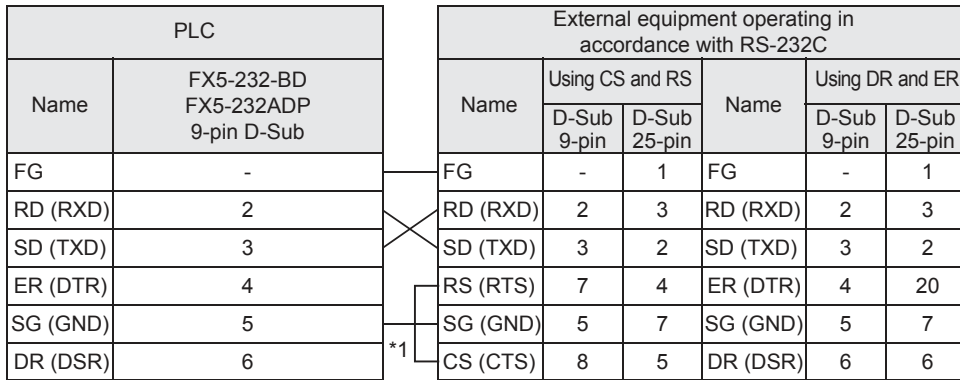 PLC
External equipment operating in
accordance with RS-232C
Name
FX5-232-BD
FX5-232ADP
9-pin D-Sub
Name
Using CS and RS
Name
Using DR and ER
D-Sub
9-pin
D-Sub
25-pin
D-Sub
9-pin
D-Sub
25-pin
FG - FG - 1 FG - 1
RD (RXD) 2 RD (RXD) 2 3 RD (RXD) 2 3
SD (TXD) 3 SD (TXD) 3 2 SD (TXD) 3 2
ER (DTR) 4 RS (RTS) 7 4 ER (DTR) 4 20
SG (GND) 5 SG (GND) 5 7 SG (GND) 5 7
DR (DSR) 6 *1 CS (CTS) 8 5 DR (DSR) 6 6